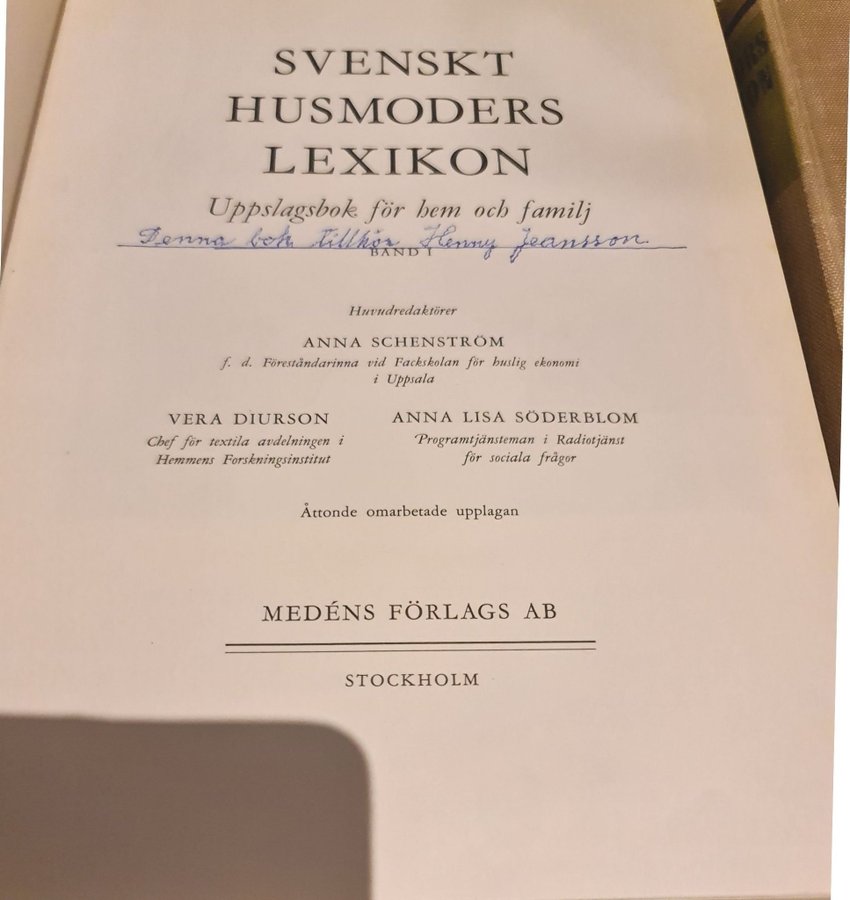 SVENSKT
HUSMODERS
LEXIKON
Uppslagsbok för hem och familj
Denna bok tillhör Henny Jeansson
BAND I
Huvudredaktörer
ANNA SCHENSTRÖM
f. d. Föreståndarinna vid Fackskolan för huslig ekonomi
i Uppsala
VERA DIURSON
Chef för textila avdelningen i
Hemmens Forskningsinstitut
ANNA LISA SÖDERBLOM
Programtjänsteman i Radiotjänst
för sociala frågor
Åttonde omarbetade upplagan
MEDÉNS FÖRLAGS AB
STOCKHOLM